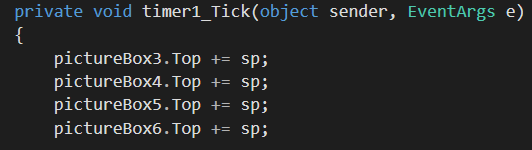 private void timer1_Tick(object sender, EventArgs e)
{
pictureBox3.Top += sp;
pictureBox4.Top += sp;
pictureBox5.Top += sp;
pictureBox6.Top += sp;